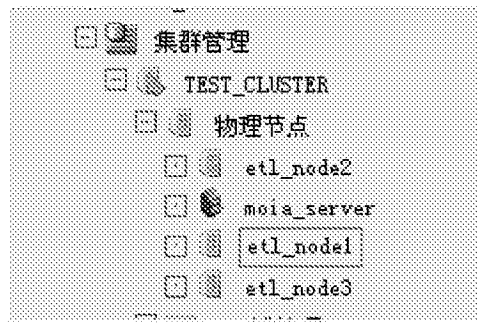 集群管理
TEST_CLUSTER
物理节点
etl_node2
moia_server
etl_node1
etl_node3